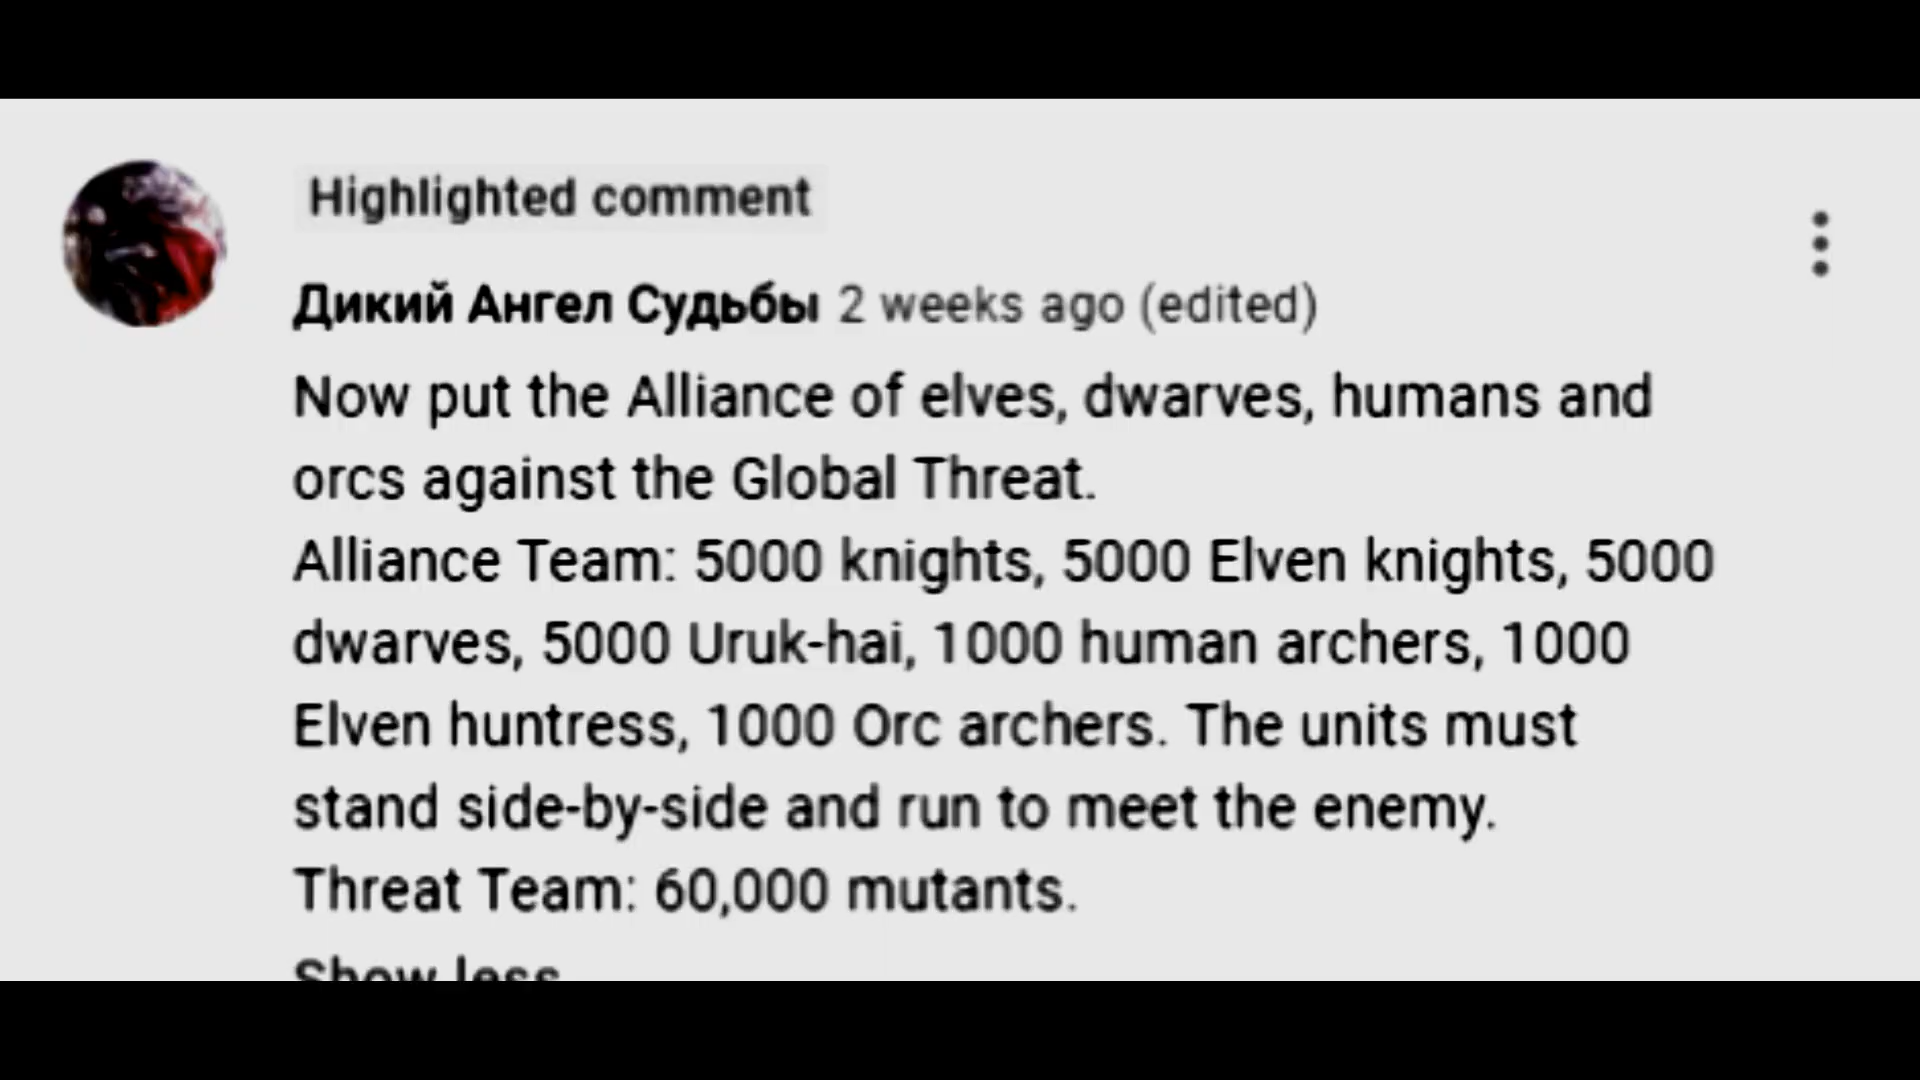 Highlighted comment
Дикий Ангел Судьбы 2 weeks ago (edited)
Now put the Alliance of elves, dwarves, humans and
orcs against the Global Threat.
Alliance Team: 5000 knights, 5000 Elven knights, 5000
dwarves, 5000 Uruk-hai, 1000 human archers, 1000
Elven huntress, 1000 Orc archers. The units must
stand side-by-side and run to meet the enemy.
Threat Team: 60,000 mutants.
Show less